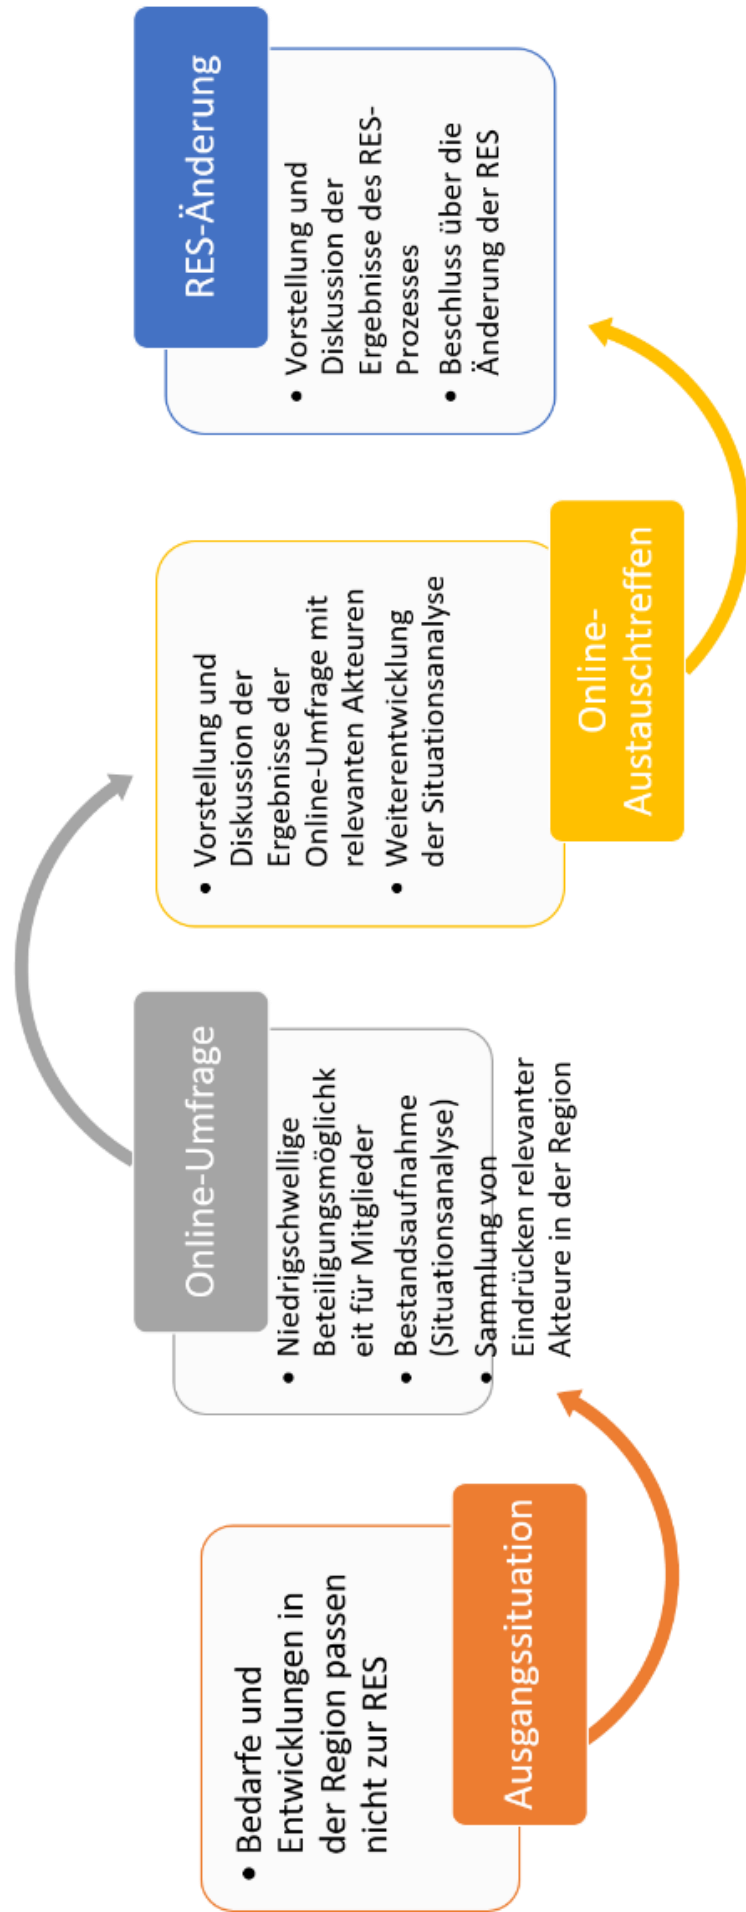 • Bedarfe und
Entwicklungen in
der Region passen
nicht zur RES
Ausgangssituation
Online-Umfrage
• Niedrigschwellige
Beteiligungsmöglichk
eit für Mitglieder
• Bestandsaufnahme
(Situationsanalyse)
• Sammlung von
Eindrücken relevanter
Akteure in der Region
• Vorstellung und
Diskussion der
Ergebnisse der
Online-Umfrage mit
relevanten Akteuren
• Weiterentwicklung
der Situationsanalyse
Online-
Austauschtreffen
RES-Änderung
• Vorstellung und
Diskussion der
Ergebnisse des RES-
Prozesses
• Beschluss über die
Änderung der RES